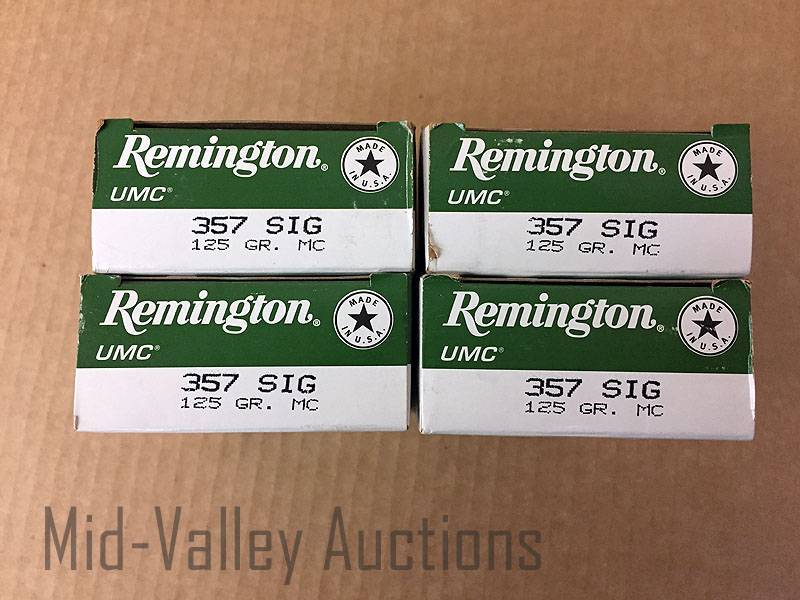 Remington®
MADE IN U.S.A.
UMC®
357 SIG
125 GR. MC
Remington®
MADE IN U.S.A.
UMC®
357 SIG
125 GR. MC
Remington®
MADE IN U.S.A.
UMC®
357 SIG
125 GR. MC
Remington®
MADE IN U.S.A.
UMC®
357 SIG
125 GR. MC
Mid-Valley Auctions